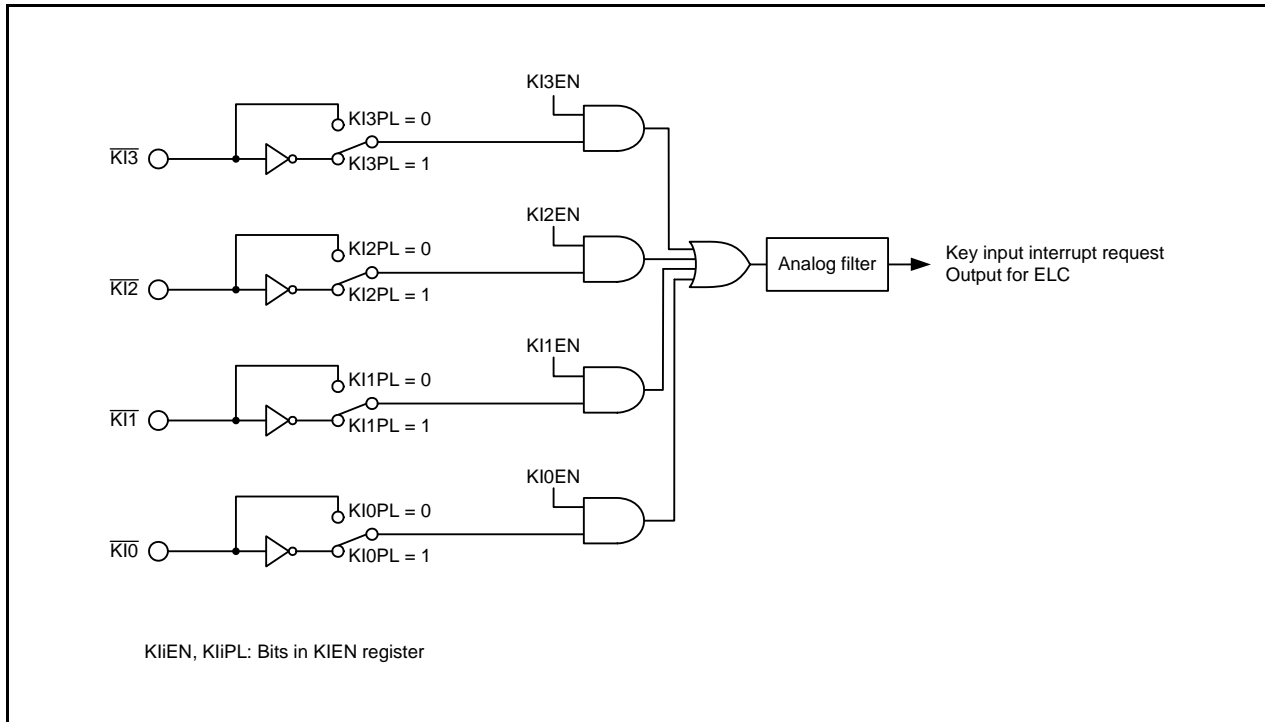 KI3EN
KI3PL = 0
KI3
KI3PL = 1
KI2EN
KI2PL = 0
KI2
KI2PL = 1
Analog filter
Key input interrupt request
Output for ELC
KI1EN
KI1PL = 0
KI1
KI1PL = 1
KI0EN
KI0PL = 0
KI0
KI0PL = 1
KIiEN, KIiPL: Bits in KIEN register